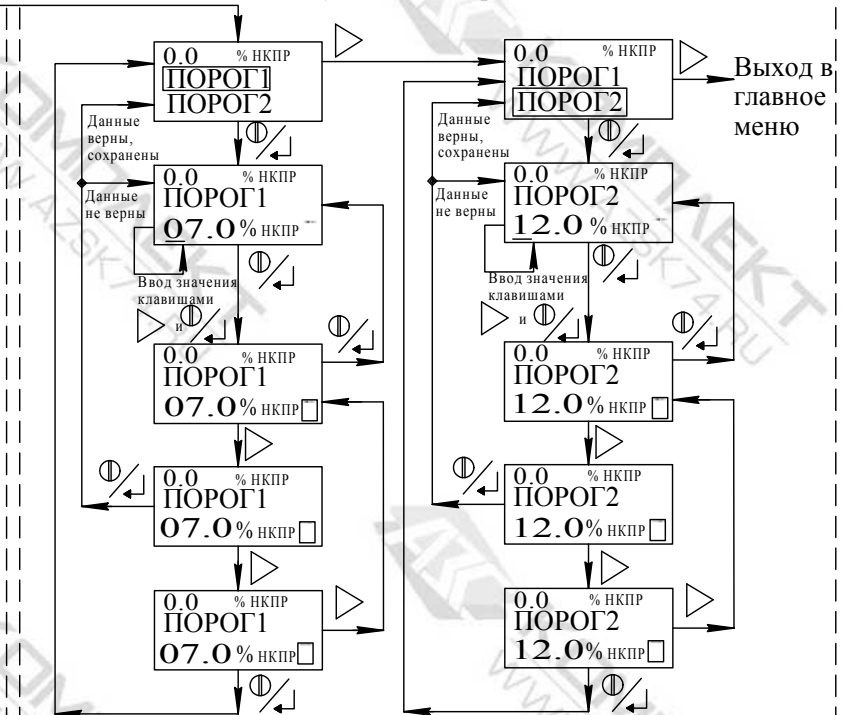 0.0 % НКПР
ПОРОГ1
ПОРОГ2
Данные
верны,
сохранены
0.0 % НКПР
ПОРОГ1
07.0 % НКПР
Данные
не верны
Ввод значения
клавишами
и
0.0 % НКПР
ПОРОГ1
07.0 % НКПР
0.0 % НКПР
ПОРОГ1
07.0 % НКПР
0.0 % НКПР
ПОРОГ1
07.0 % НКПР
0.0 % НКПР
ПОРОГ1
ПОРОГ2
Выход в
главное
меню
Данные
верны,
сохранены
0.0 % НКПР
ПОРОГ2
12.0 % НКПР
Данные
не верны
Ввод значения
клавишами
и
0.0 % НКПР
ПОРОГ2
12.0 % НКПР
0.0 % НКПР
ПОРОГ2
12.0 % НКПР
0.0 % НКПР
ПОРОГ2
12.0 % НКПР